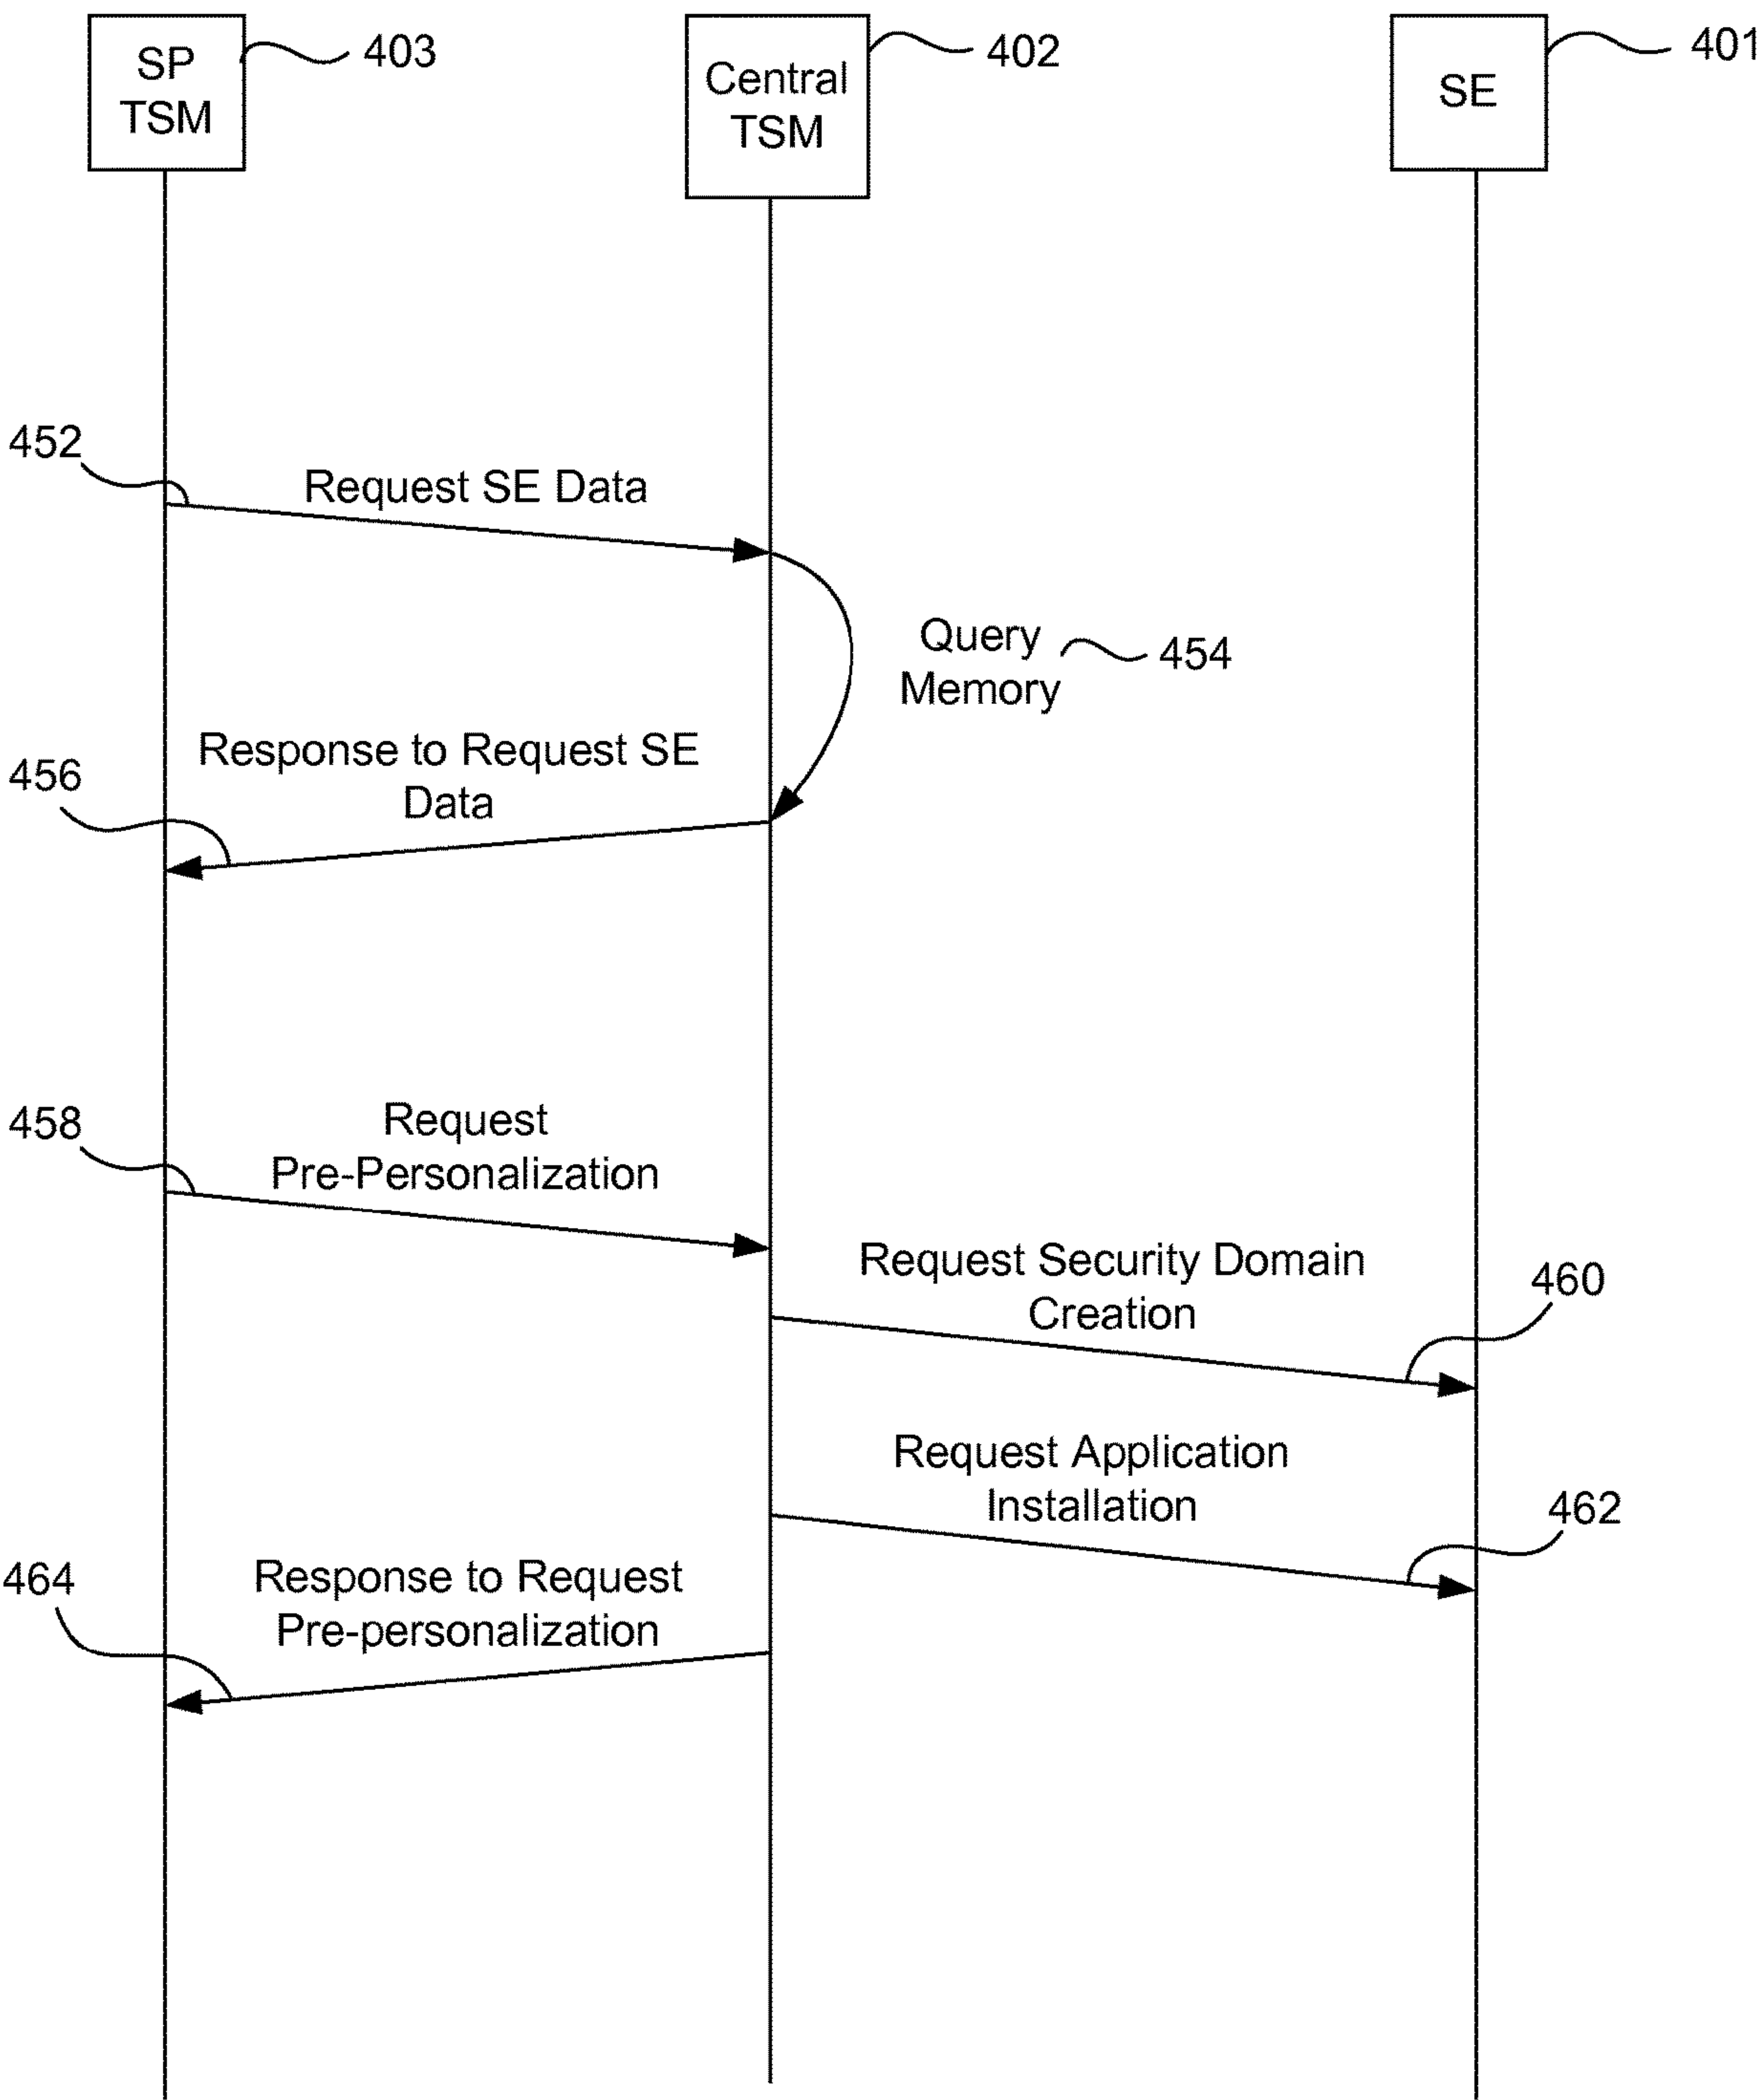 SP
TSM
403
Central
TSM
402
SE
401
452
Request SE Data
Query
Memory
454
Response to Request SE
Data
456
458
Request
Pre-Personalization
Request Security Domain
Creation
460
Request Application
Installation
462
464
Response to Request
Pre-personalization